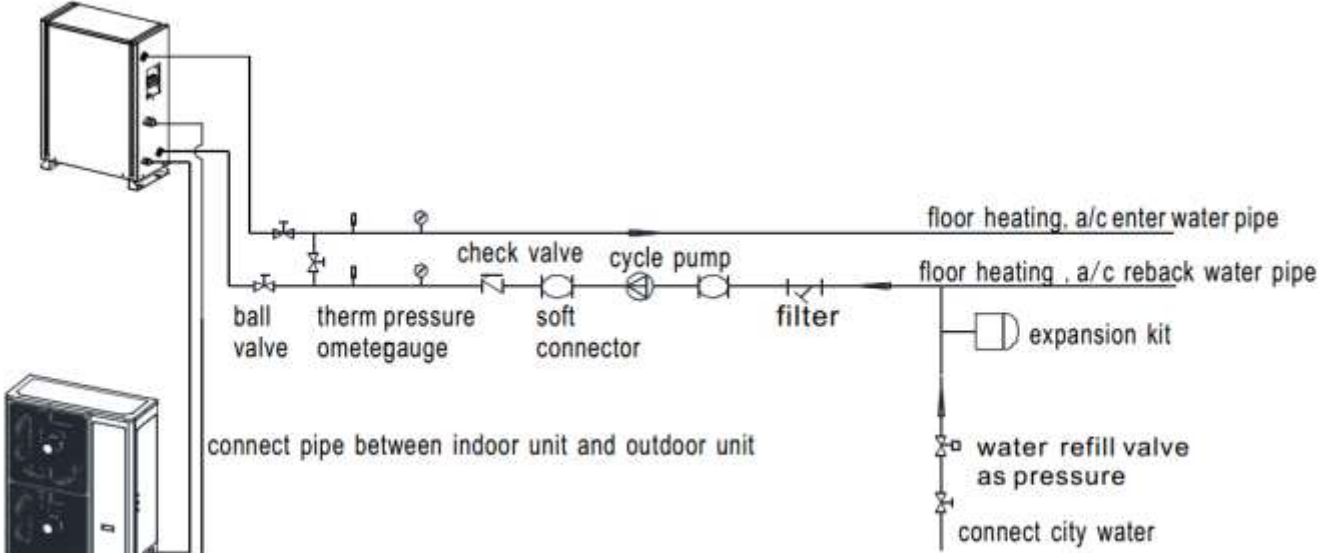 floor heating, a/c enter water pipe
check valve
cycle pump
floor heating , a/c reback water pipe
ball
valve
therm pressure
ometegauge
soft
connector
filter
expansion kit
connect pipe between indoor unit and outdoor unit
water refill valve
as pressure
connect city water